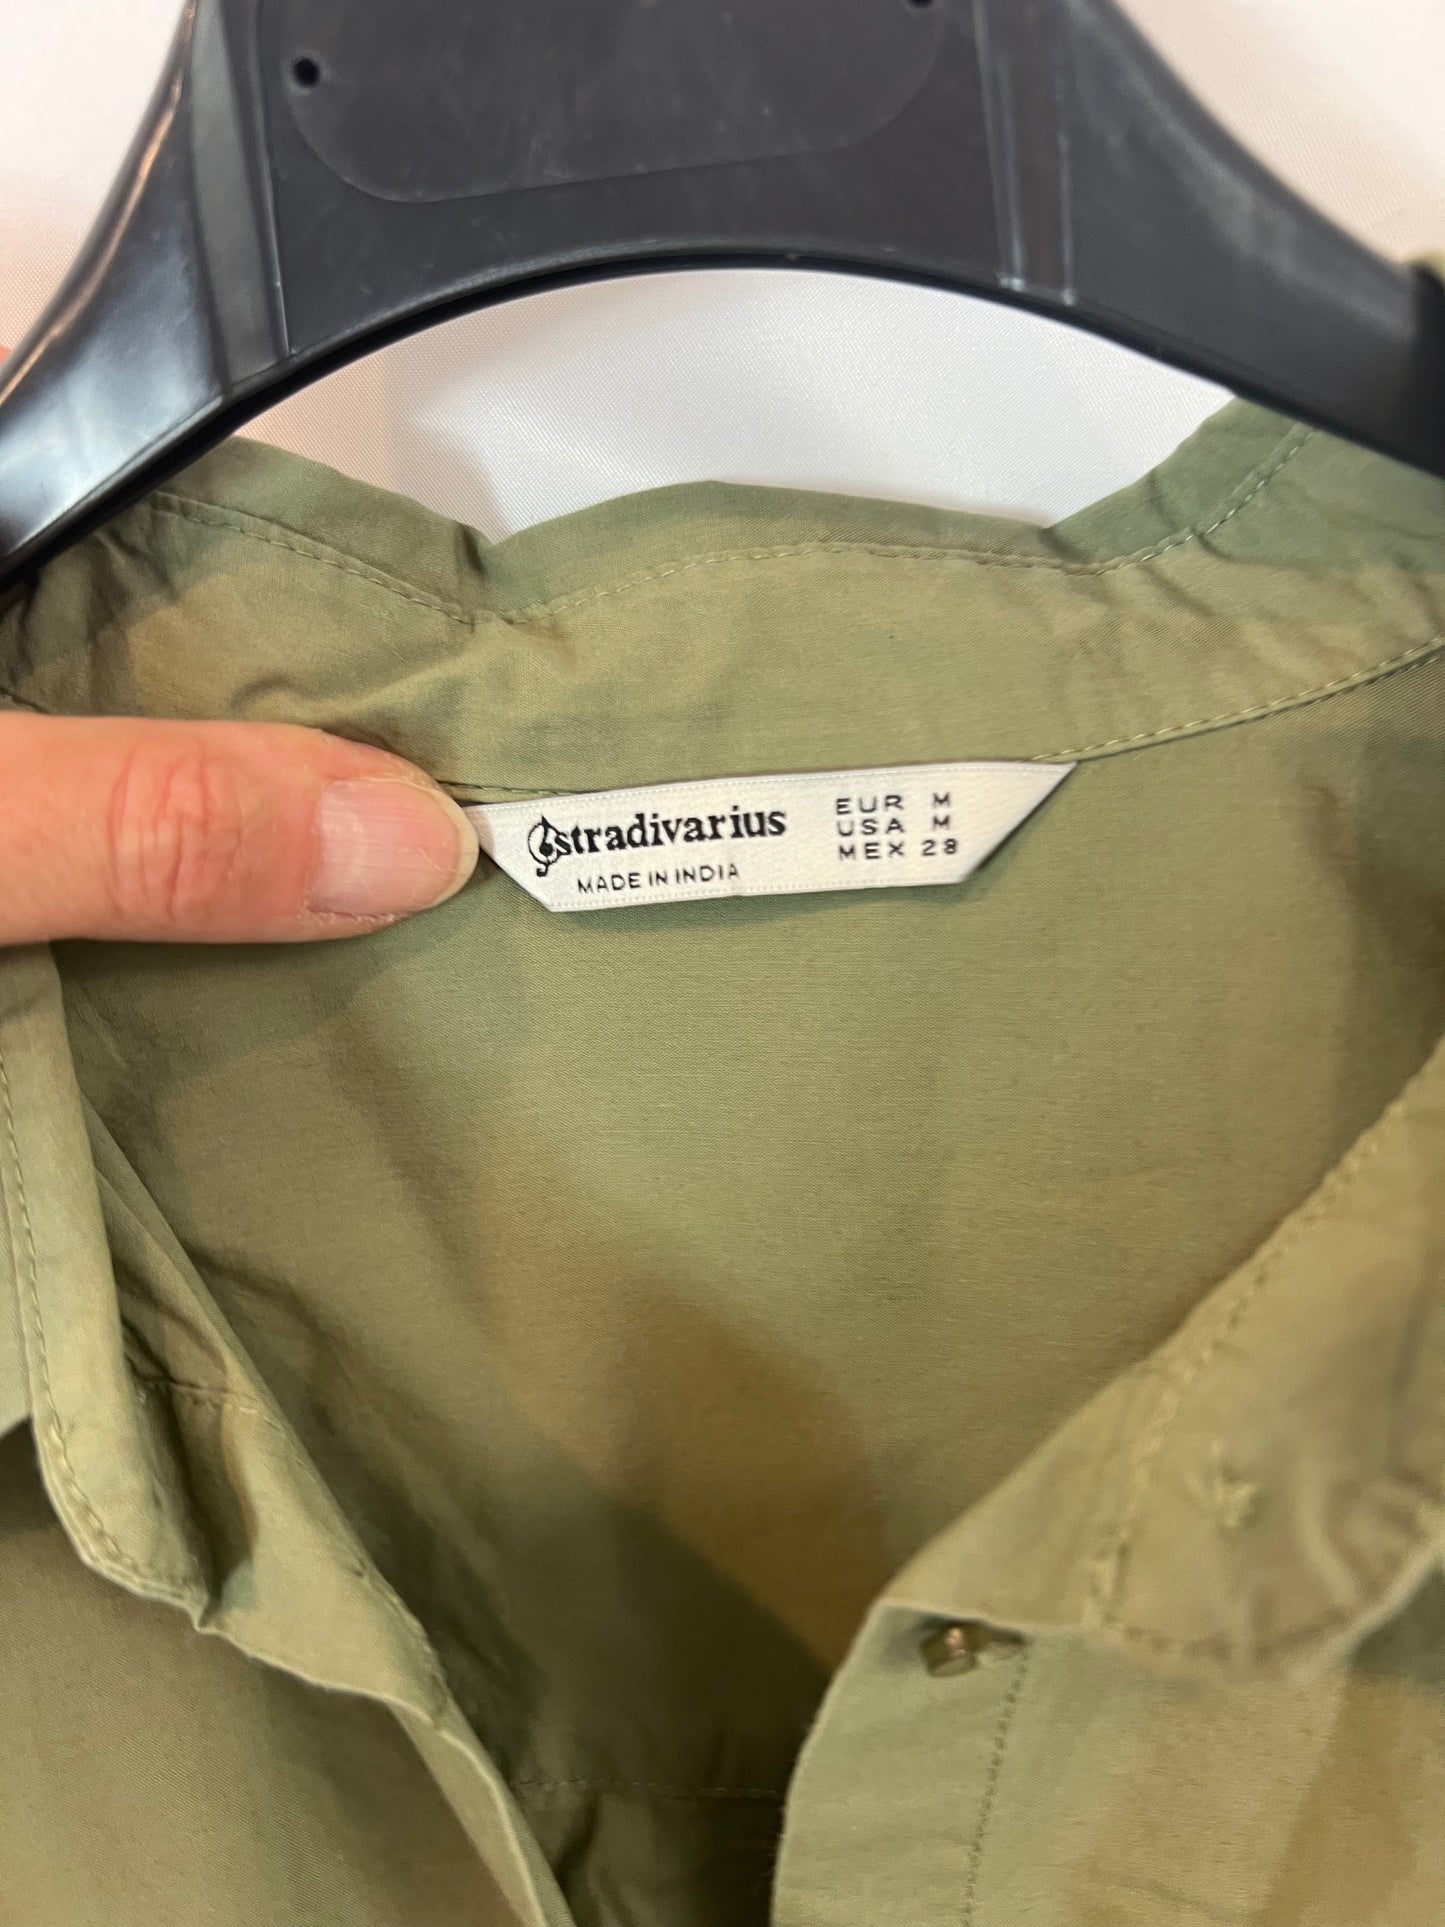 stradivarius
MADE IN INDIA
EUR M
USA M
MEX 28